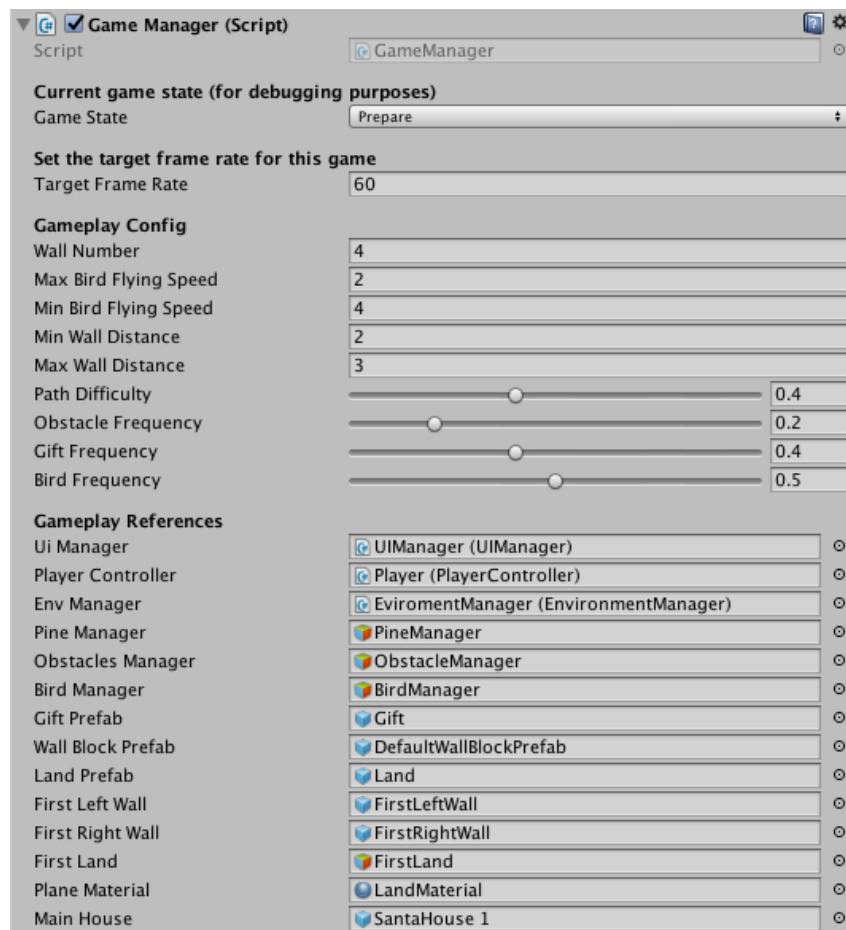 Game Manager (Script)
Script GameManager
Current game state (for debugging purposes)
Game State Prepare
Set the target frame rate for this game
Target Frame Rate 60
Gameplay Config
Wall Number 4
Max Bird Flying Speed 2
Min Bird Flying Speed 4
Min Wall Distance 2
Max Wall Distance 3
Path Difficulty 0.4
Obstacle Frequency 0.2
Gift Frequency 0.4
Bird Frequency 0.5
Gameplay References
Ui Manager UIManager (UIManager)
Player Controller Player (PlayerController)
Env Manager EviromentManager (EnvironmentManager)
Pine Manager PineManager
Obstacles Manager ObstacleManager
Bird Manager BirdManager
Gift Prefab Gift
Wall Block Prefab DefaultWallBlockPrefab
Land Prefab Land
First Left Wall FirstLeftWall
First Right Wall FirstRightWall
First Land FirstLand
Plane Material LandMaterial
Main House SantaHouse 1